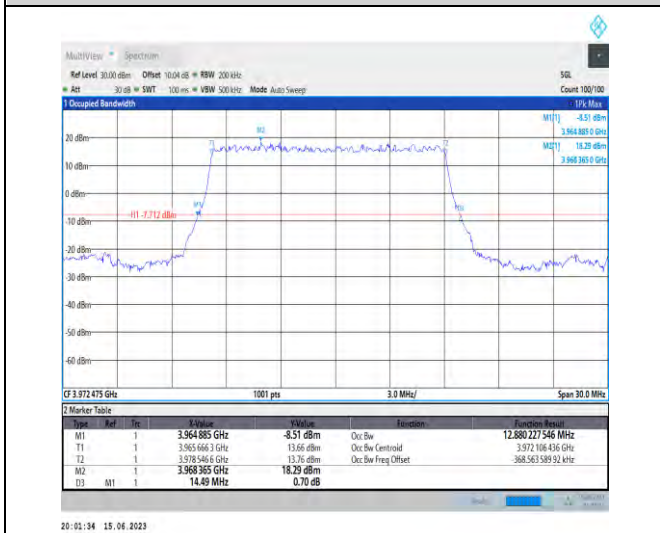 MultiView Spectrum
Ref Level 30.00 dBm Offset 10.04 dB RBW 200 kHz SGL
Att 30 dB SWT 100 ms VBW 500 kHz Mode Auto Sweep Count 100/100
1 Occupied Bandwidth 1Pk Max
M1[1] -8.51 dBm
3.964 885 0 GHz
M2[1] 18.29 dBm
3.968 365 0 GHz
M2
20 dBm
T1
10 dBm
0 dBm
M1
D3
H1 -7.712 dBm
-10 dBm
-20 dBm
-30 dBm
-40 dBm
-50 dBm
-60 dBm
CF 3.972 475 GHz 1001 pts 3.0 MHz/ Span 30.0 MHz
2 Marker Table
Type Ref Trc X-Value Y-Value Function Function Result
M1 1 3.964 885 GHz -8.51 dBm Occ Bw 12.880 227 546 MHz
T1 1 3.965 666 3 GHz 13.66 dBm Occ Bw Centroid 3.972 106 436 GHz
T2 1 3.978 546 6 GHz 13.76 dBm Occ Bw Freq Offset -368.563 589 92 kHz
M2 1 3.968 365 GHz 18.29 dBm
D3 M1 1 14.49 MHz 0.70 dB
20:01:34 15.06.2023